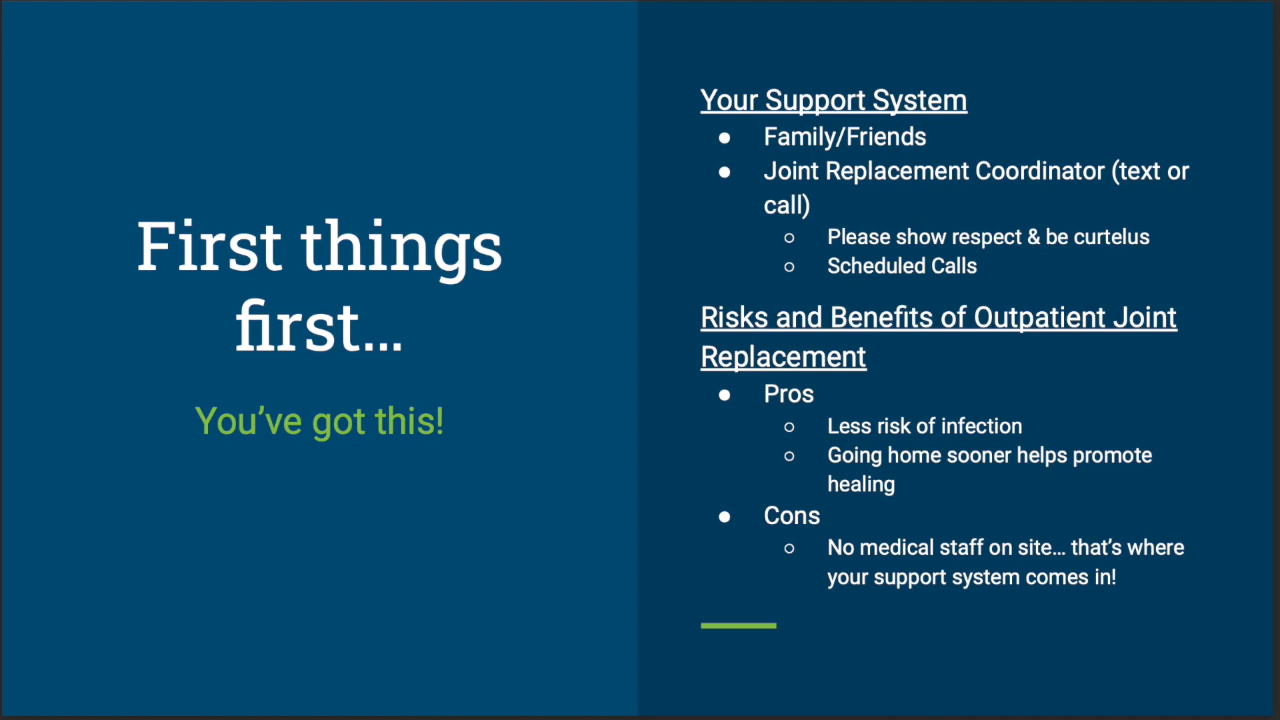 First things
first…
You’ve got this!
Your Support System
● Family/Friends
● Joint Replacement Coordinator (text or
call)
○ Please show respect & be curtelus
○ Scheduled Calls
Risks and Benefits of Outpatient Joint
Replacement
● Pros
○ Less risk of infection
○ Going home sooner helps promote
healing
● Cons
○ No medical staff on site… that’s where
your support system comes in!